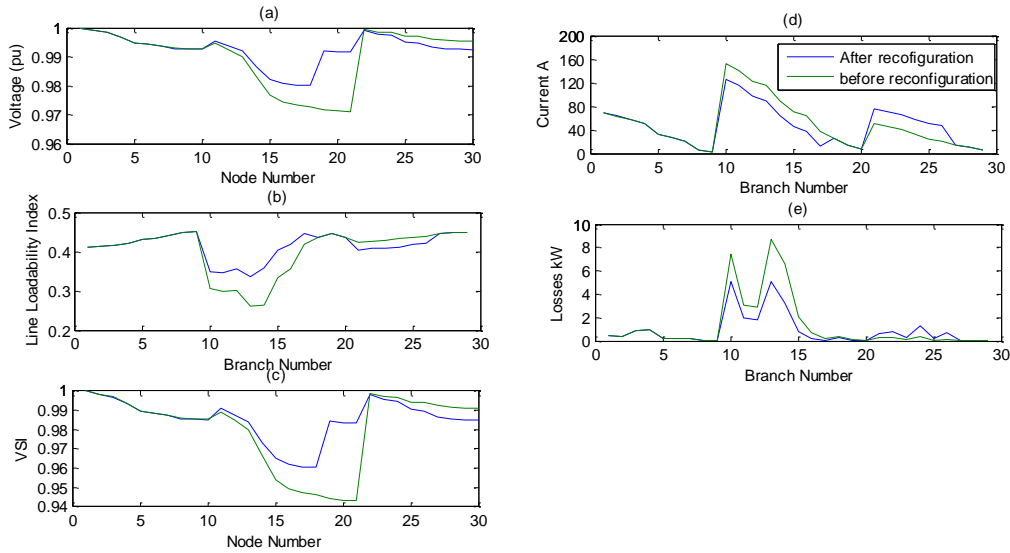 (a)
Voltage (pu)
1
0.99
0.98
0.97
0.96
0 5 10 15 20 25 30
Node Number
(b)
Line Loadability Index
0.5
0.4
0.3
0.2
0 5 10 15 20 25 30
Branch Number
(c)
VSI
1
0.99
0.98
0.97
0.96
0.95
0.94
0 5 10 15 20 25 30
Node Number
(d)
Current A
200
160
120
80
40
0
0 5 10 15 20 25 30
Branch Number
After recofiguration
before reconfiguration
(e)
Losses kW
10
8
6
4
2
0
0 5 10 15 20 25 30
Branch Number